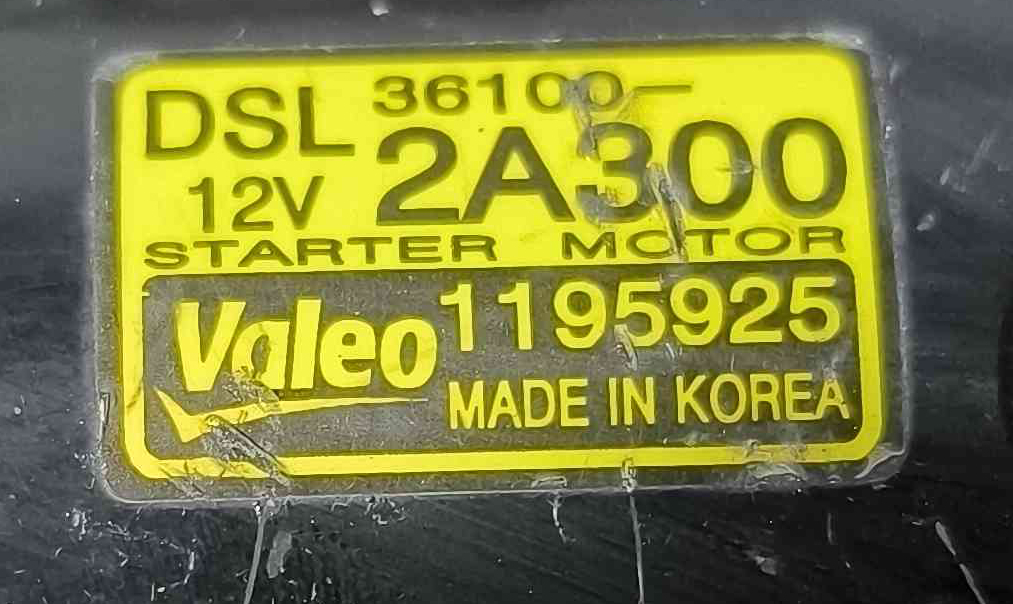 DSL 36100-
12V 2A300
STARTER MOTOR
Valeo 1195925
MADE IN KOREA